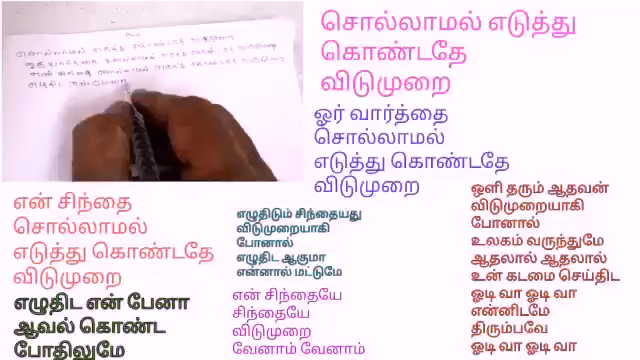 சொல்லாமல் எடுத்து
கொண்டதே
விடுமுறை
ஓர் வார்த்தை
சொல்லாமல்
எடுத்து கொண்டதே
விடுமுறை
என் சிந்தை
சொல்லாமல்
எடுத்து கொண்டதே
விடுமுறை
எழுதிட என் பேனா
ஆவல் கொண்ட
போதிலுமே
எழுதிடும் சிந்தையது
விடுமுறையாகி
போனால்
எழுதிட ஆகுமா
என்னால் மட்டுமே
என் சிந்தையே
சிந்தையே
விடுமுறை
வேனாம் வேனாம்
ஒளி தரும் ஆதவன்
விடுமுறையாகி
போனால்
உலகம் வருந்துமே
ஆதலால் ஆதலால்
உன் கடமை செய்திட
ஓடி வா ஓடி வா
என்னிடமே
திரும்பவே
ஓடி வா ஓடி வா